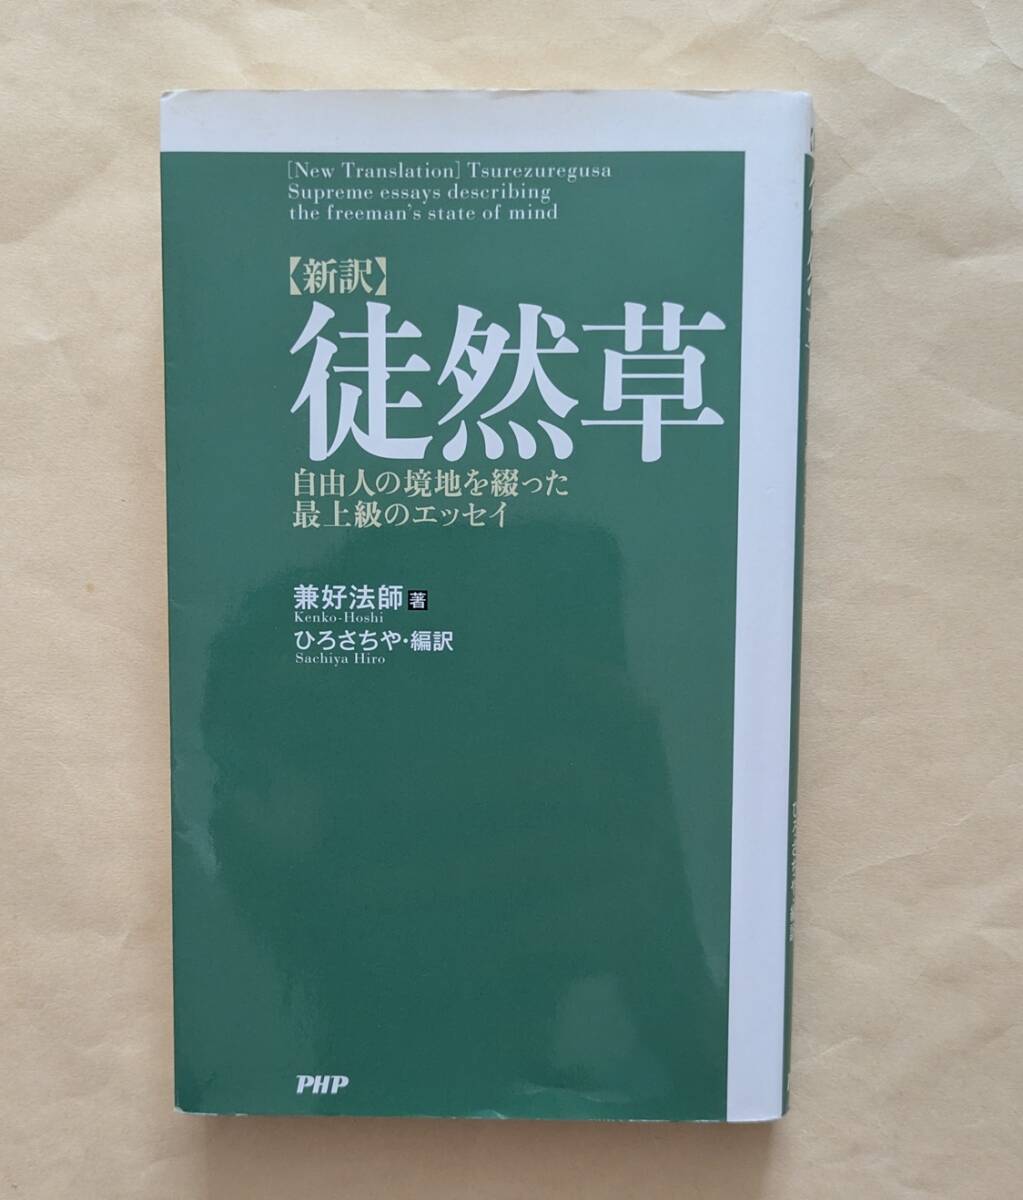 [New Translation] Tsurezuregusa
Supreme essays describing
the freeman's state of mind
【新訳】
徒然草
自由人の境地を綴った
最上級のエッセイ
兼好法師 著
Kenko-Hoshi
ひろさちや・編訳
Sachiya Hiro
PHP